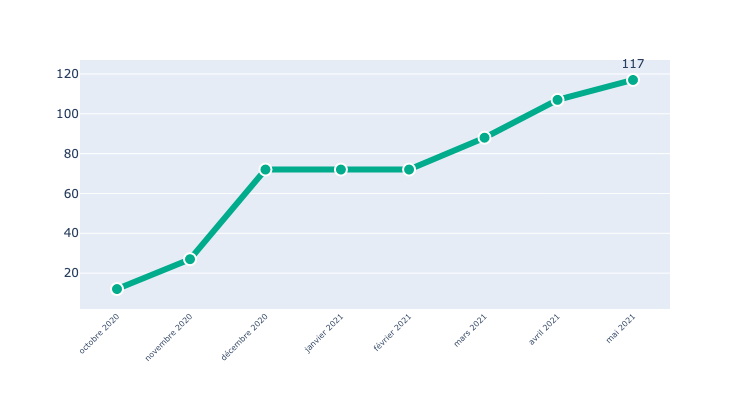 117
120
100
80
60
40
20
octobre 2020
novembre 2020
décembre 2020
janvier 2021
février 2021
mars 2021
avril 2021
mai 2021